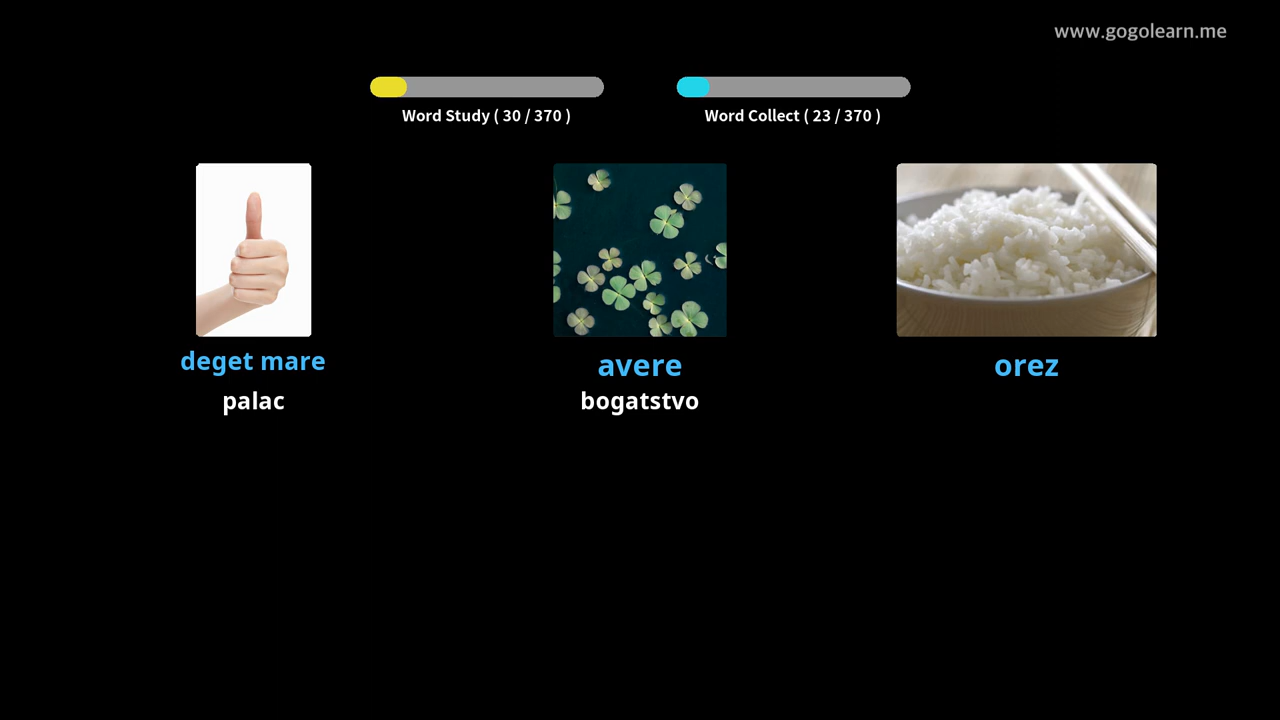 www.gogolearn.me
Word Study ( 30 / 370 )
Word Collect ( 23 / 370 )
deget mare
avere
orez
palac
bogatstvo